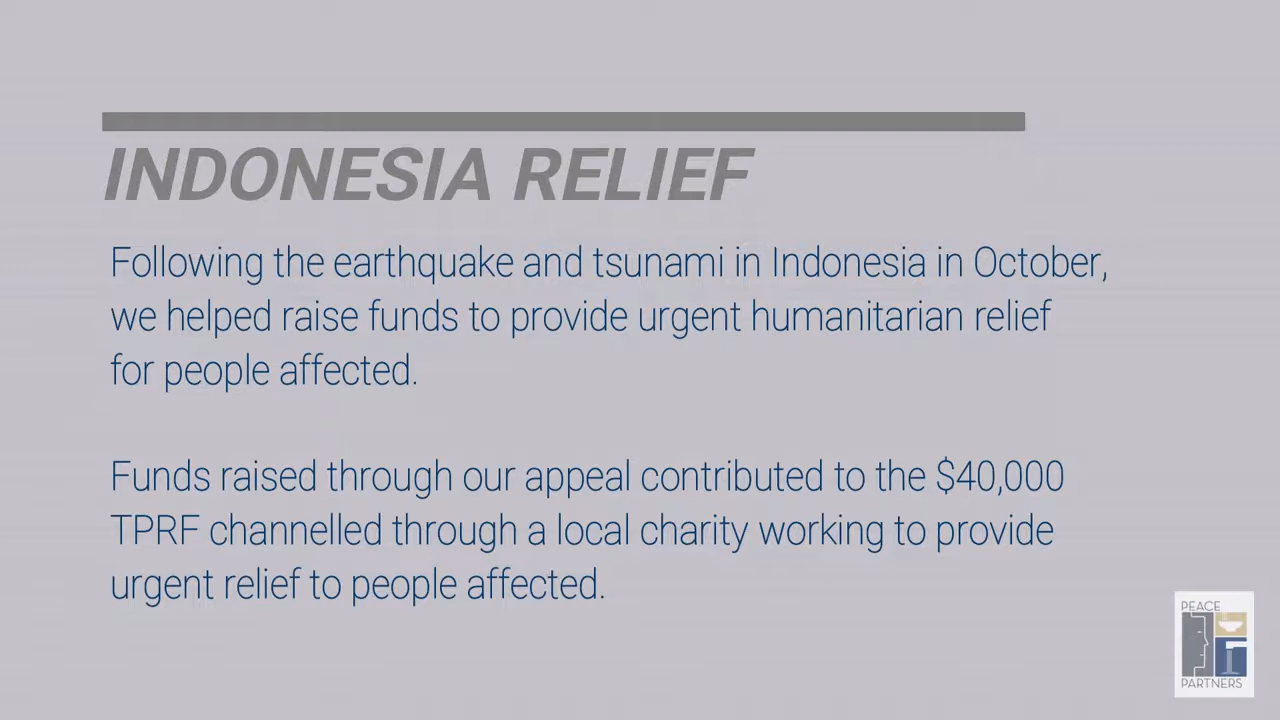 INDONESIA RELIEF
Following the earthquake and tsunami in Indonesia in October,
we helped raise funds to provide urgent humanitarian relief
for people affected.
Funds raised through our appeal contributed to the $40,000
TPRF channelled through a local charity working to provide
urgent relief to people affected.
PEACE
PARTNERS